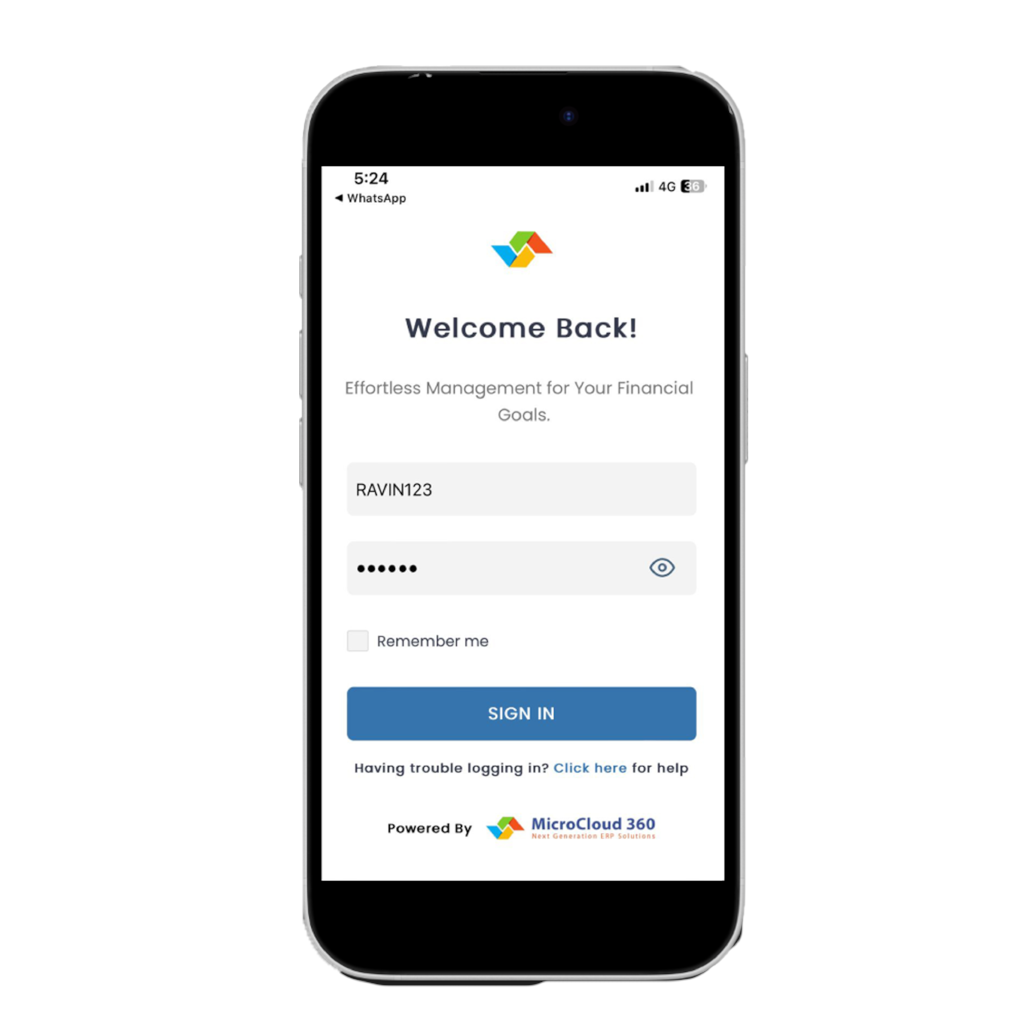 5:24
◀ WhatsApp
4G 36
Welcome Back!
Effortless Management for Your Financial
Goals.
RAVIN123
••••••
Remember me
SIGN IN
Having trouble logging in? Click here for help
Powered By MicroCloud 360
Next Generation ERP Solutions